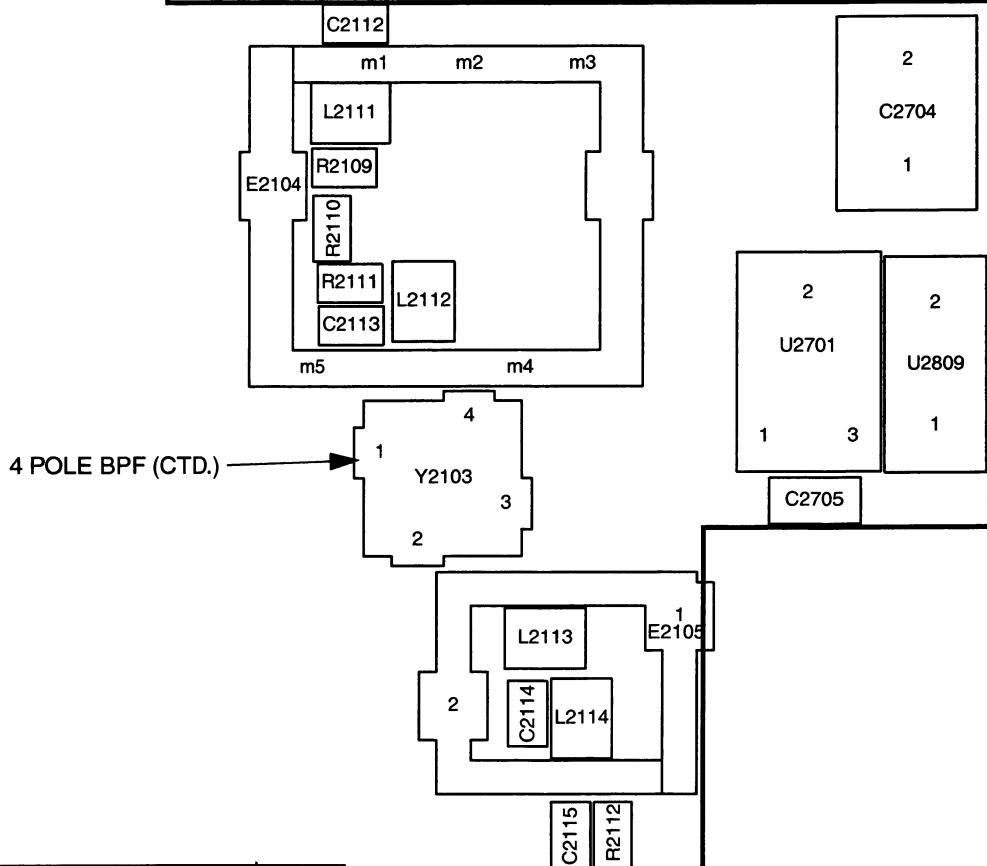 C2112
m1 m2 m3
2
C2704
1
L2111
R2109
E2104
R2110
R2111
L2112
C2113
m5 m4
2
U2701
1 3
2
U2809
1
C2705
4 POLE BPF (CTD.)
4
1
Y2103
3
2
1
E2105
L2113
2
C2114
L2114
C2115
R2112